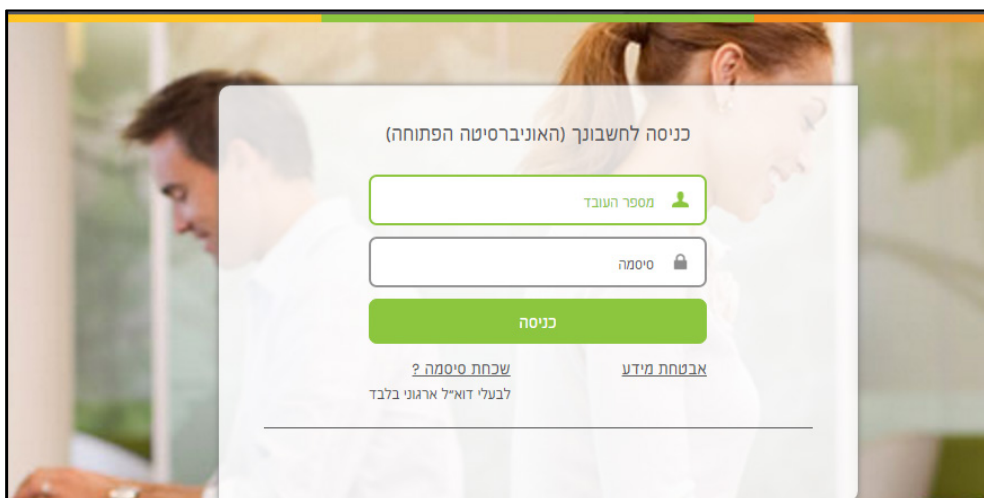 כניסה לחשבונך (האוניברסיטה הפתוחה)
מספר העובד
סיסמה
כניסה
אבטחת מידע
שכחת סיסמה ?
לבעלי דוא״ל ארגוני בלבד